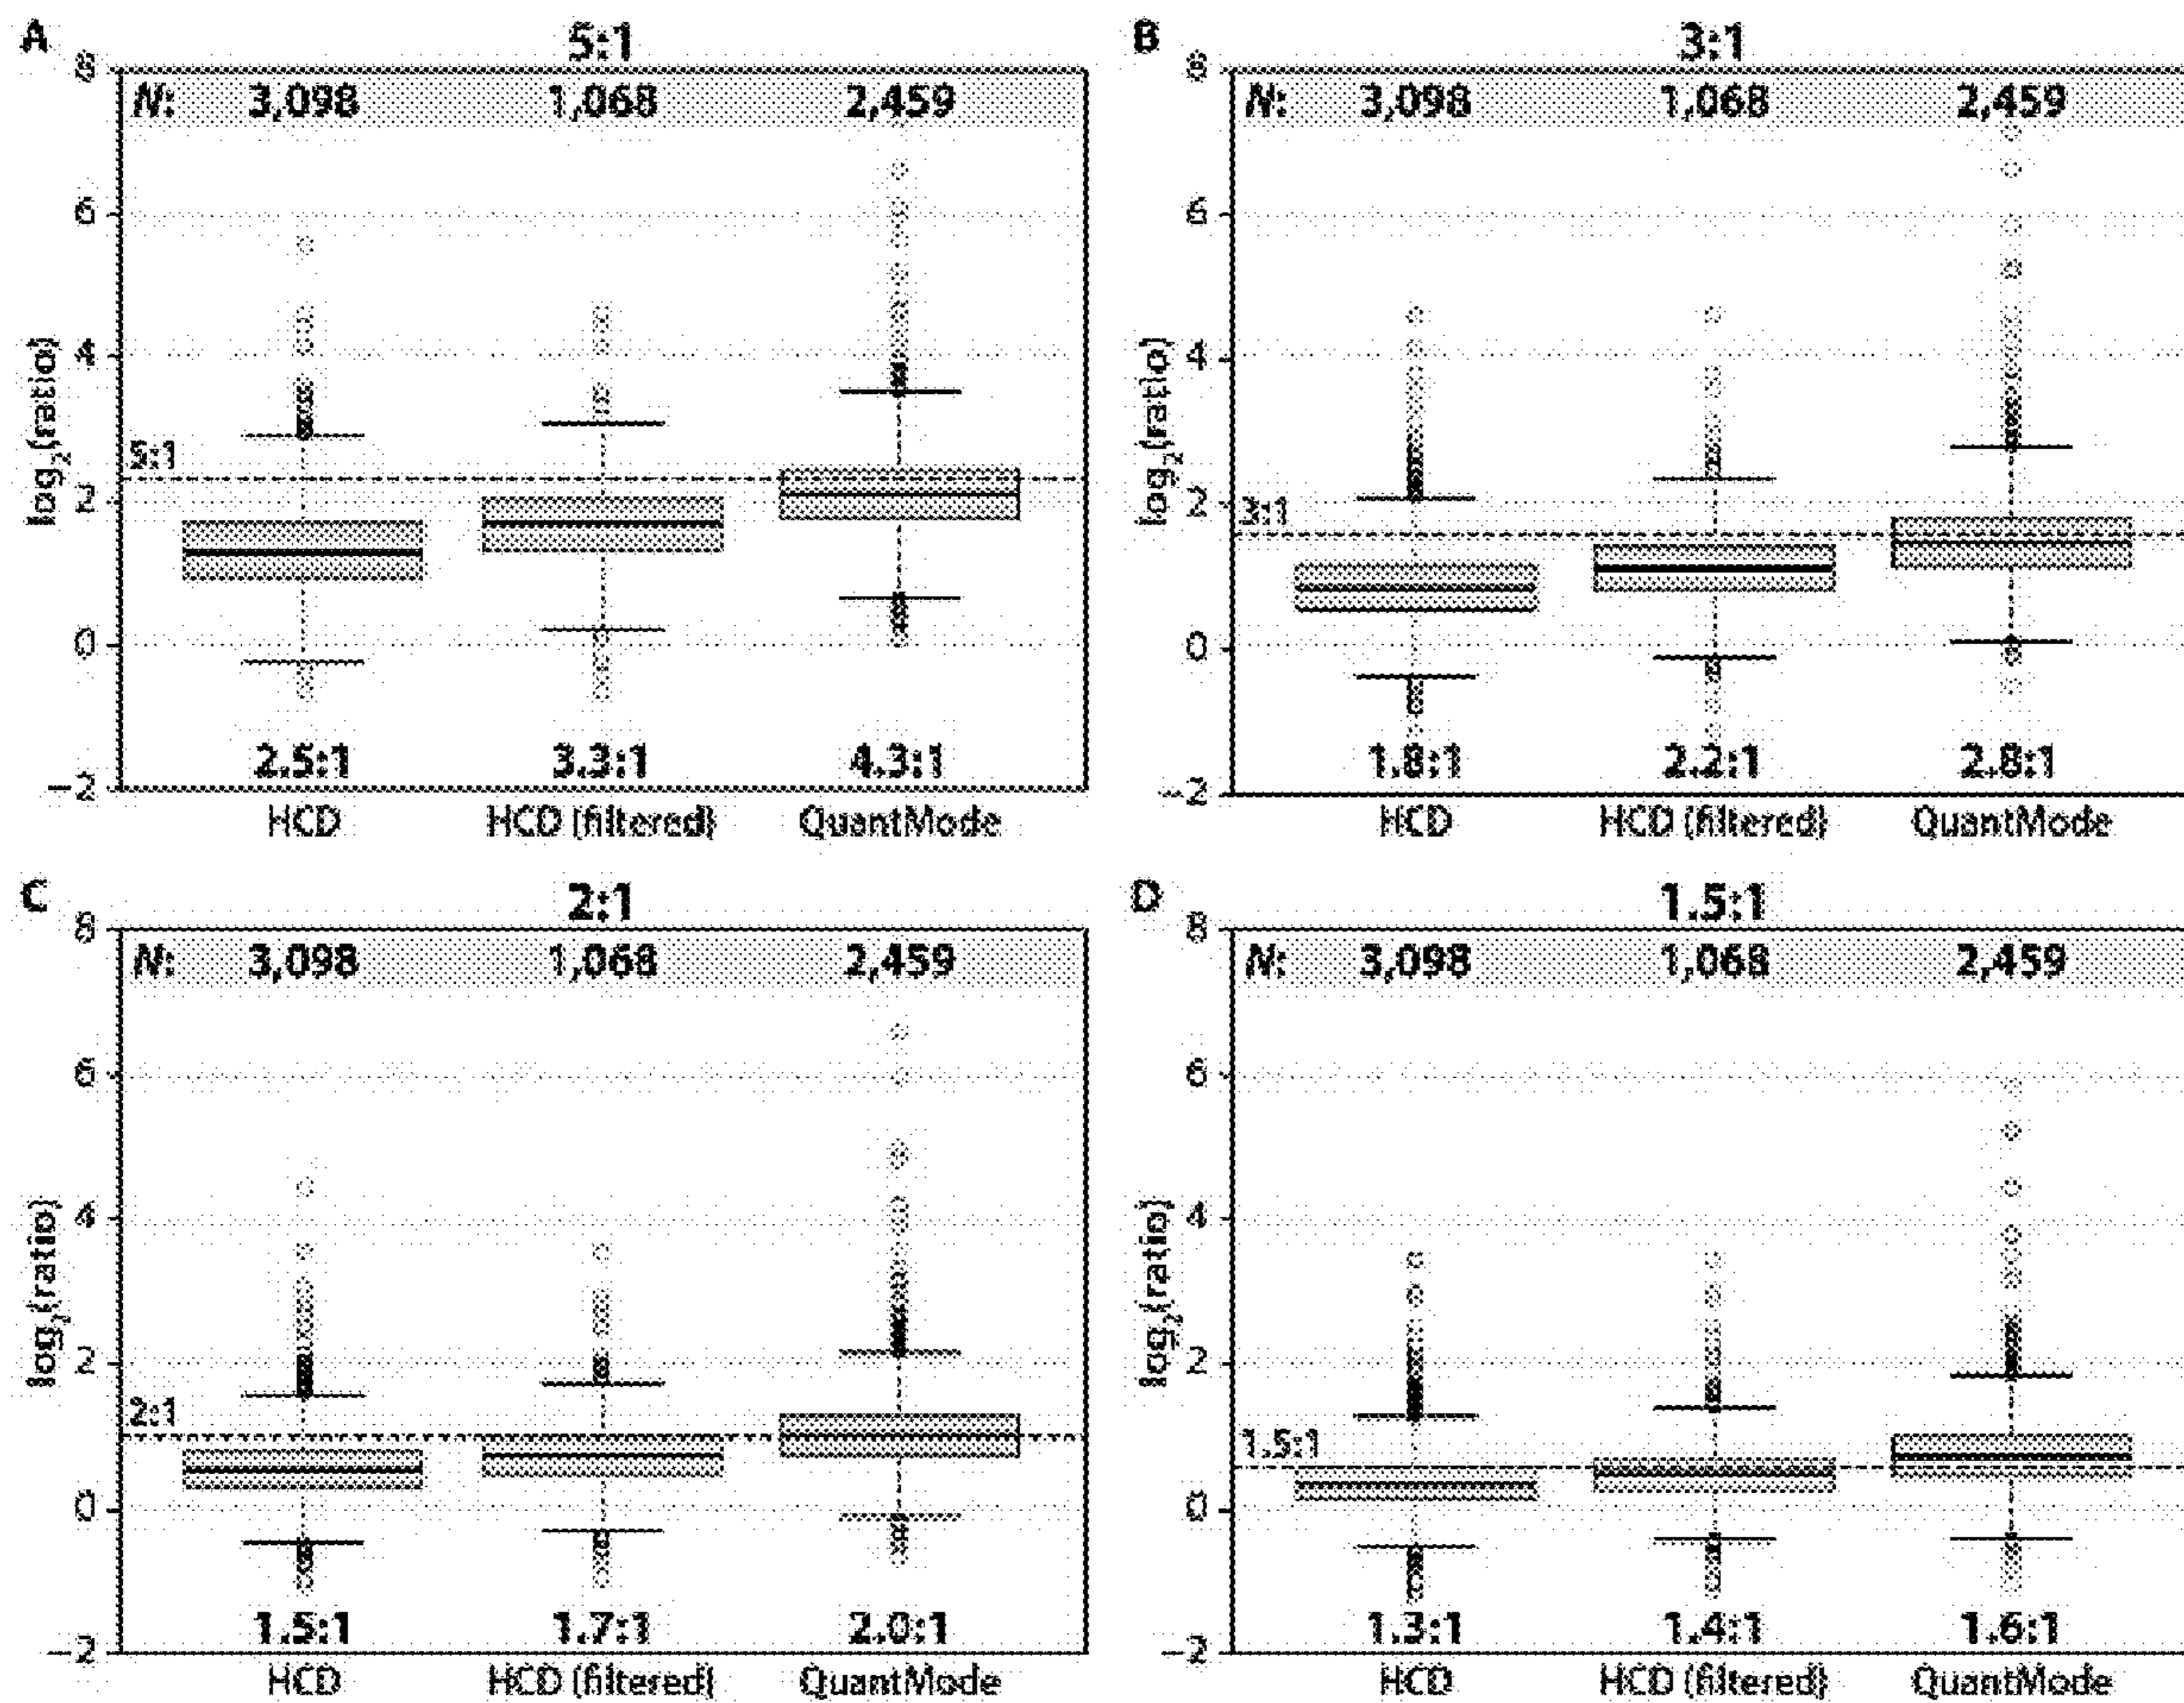 A
5:1
8
6
4
2
0
−2
log2(ratio)
N: 3,098 1,068 2,459
5:1
2.5:1 3.3:1 4.3:1
HCD HCD (filtered) QuantMode
B
3:1
8
6
4
2
0
−2
log2(ratio)
N: 3,098 1,068 2,459
3:1
1.8:1 2.2:1 2.8:1
HCD HCD (filtered) QuantMode
C
2:1
8
6
4
2
0
−2
log2(ratio)
N: 3,098 1,068 2,459
2:1
1.5:1 1.7:1 2.0:1
HCD HCD (filtered) QuantMode
D
1.5:1
8
6
4
2
0
−2
log2(ratio)
N: 3,098 1,068 2,459
1.5:1
1.3:1 1.4:1 1.6:1
HCD HCD (filtered) QuantMode